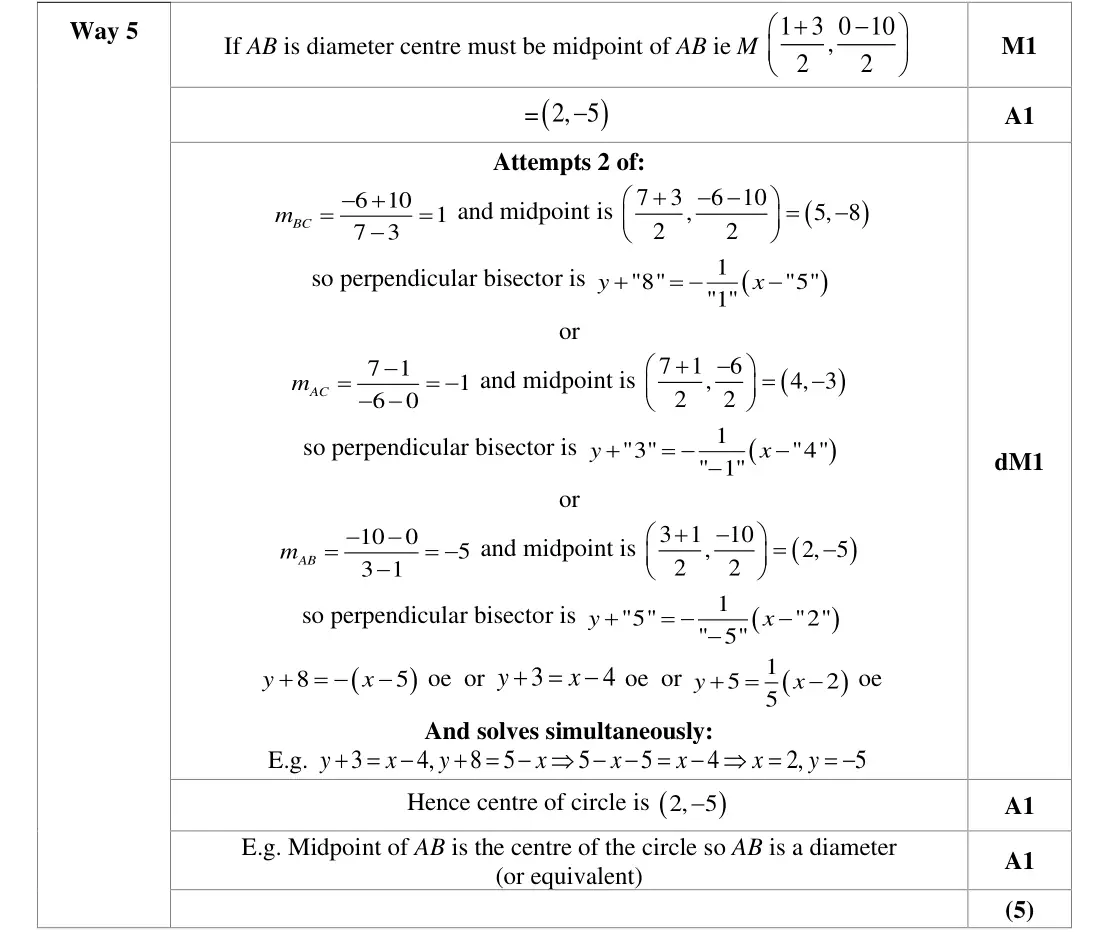 Way 5
If AB is diameter centre must be midpoint of AB ie M ( (1+3)/2 , (0−10)/2 )
M1
= (2, −5)
A1
Attempts 2 of:
m_BC = (−6+10)/(7−3) = 1 and midpoint is ( (7+3)/2 , (−6−10)/2 ) = (5, −8)
so perpendicular bisector is y + "8" = − 1/"1" (x − "5")
or
m_AC = (7−1)/(−6−0) = −1 and midpoint is ( (7+1)/2 , −6/2 ) = (4, −3)
so perpendicular bisector is y + "3" = − 1/"−1" (x − "4")
or
m_AB = (−10−0)/(3−1) = −5 and midpoint is ( (3+1)/2 , −10/2 ) = (2, −5)
so perpendicular bisector is y + "5" = − 1/"−5" (x − "2")
y + 8 = −(x − 5) oe or y + 3 = x − 4 oe or y + 5 = 1/5 (x − 2) oe
And solves simultaneously:
E.g. y + 3 = x − 4, y + 8 = 5 − x ⇒ 5 − x − 5 = x − 4 ⇒ x = 2, y = −5
dM1
Hence centre of circle is (2, −5)
A1
E.g. Midpoint of AB is the centre of the circle so AB is a diameter
(or equivalent)
A1
(5)